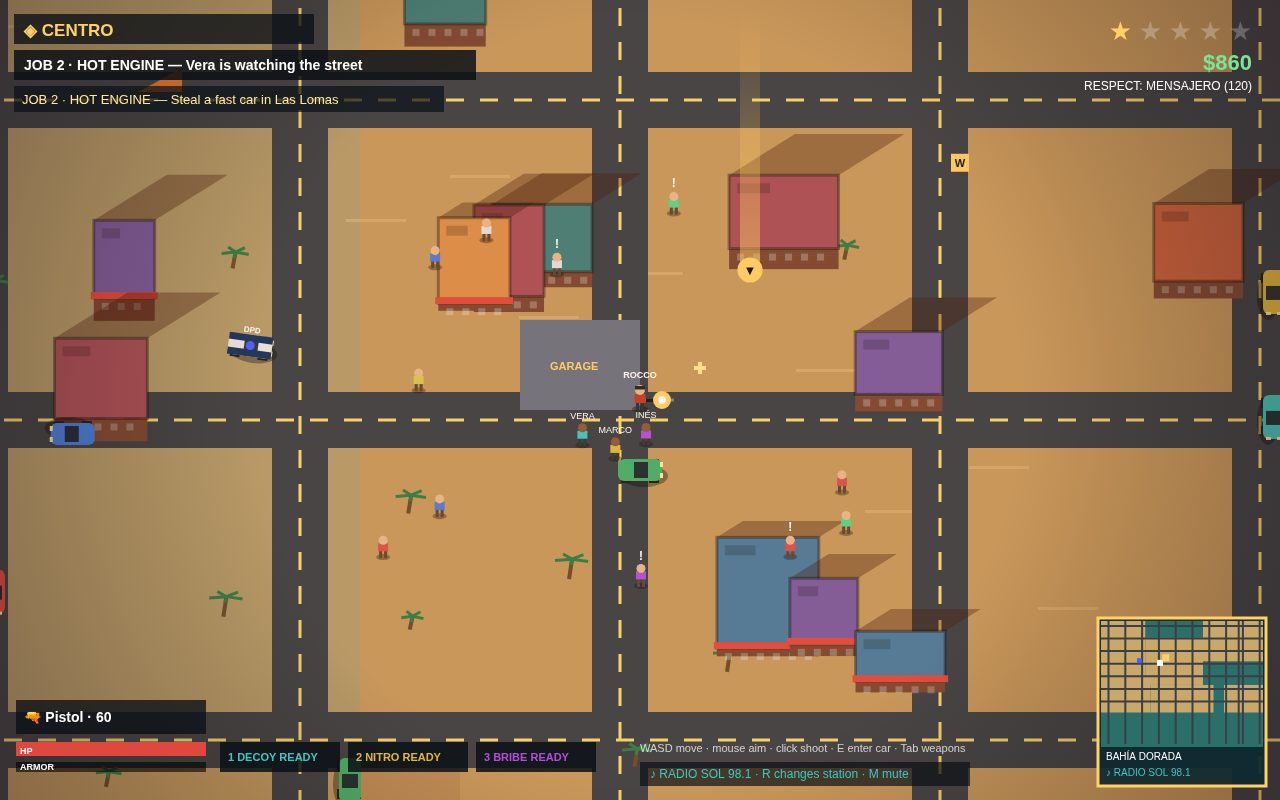 ◈ CENTRO
JOB 2 · HOT ENGINE — Vera is watching the street
JOB 2 · HOT ENGINE — Steal a fast car in Las Lomas
★ ★ ★ ★ ★
$860
RESPECT: MENSAJERO (120)
W
!
!
▼
DPD
GARAGE
ROCCO
VERA
INÉS
MARCO
!
!
🔫 Pistol · 60
HP
ARMOR
1 DECOY READY
2 NITRO READY
3 BRIBE READY
WASD move · mouse aim · click shoot · E enter car · Tab weapons
♪ RADIO SOL 98.1 · R changes station · M mute
BAHÍA DORADA
♪ RADIO SOL 98.1